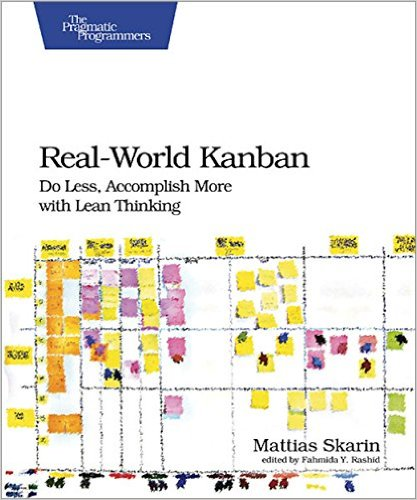 The
Pragmatic
Programmers
Real-World Kanban
Do Less, Accomplish More
with Lean Thinking
Mattias Skarin
edited by Fahmida Y. Rashid